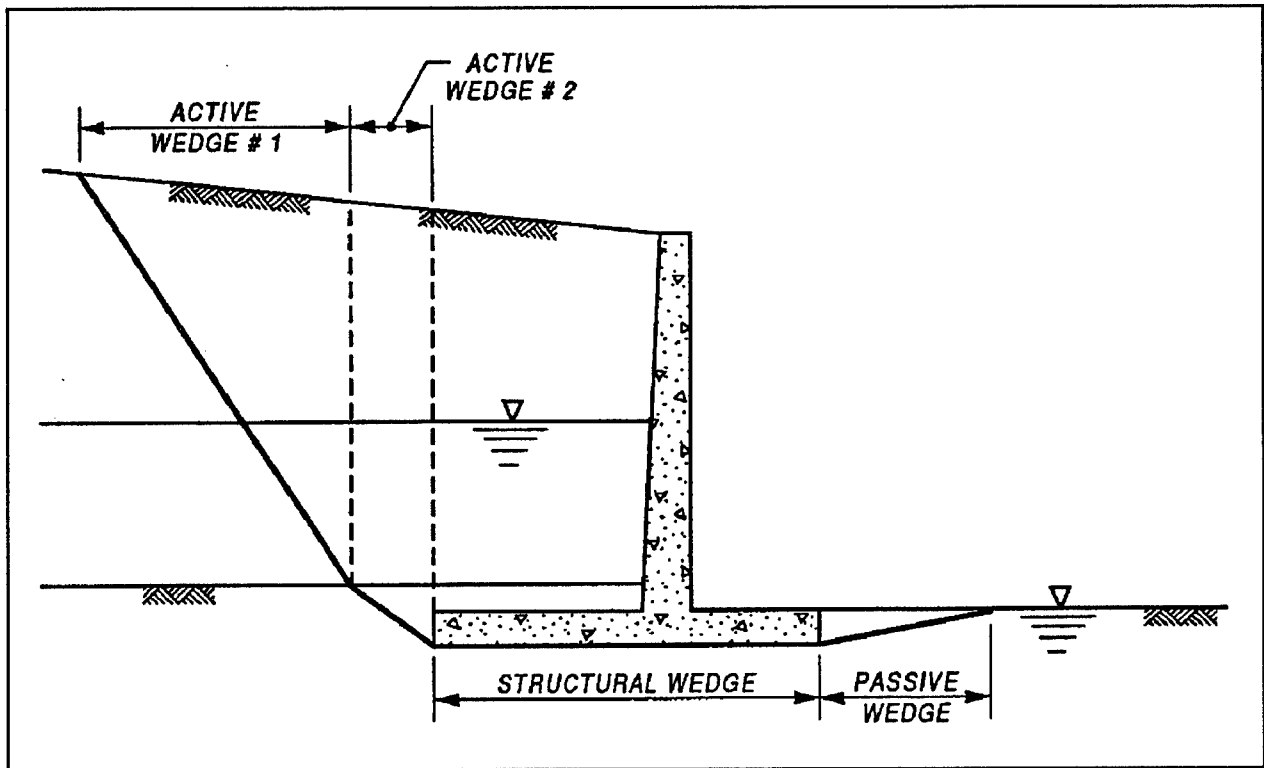 ACTIVE
WEDGE # 2
ACTIVE
WEDGE # 1
STRUCTURAL WEDGE
PASSIVE
WEDGE